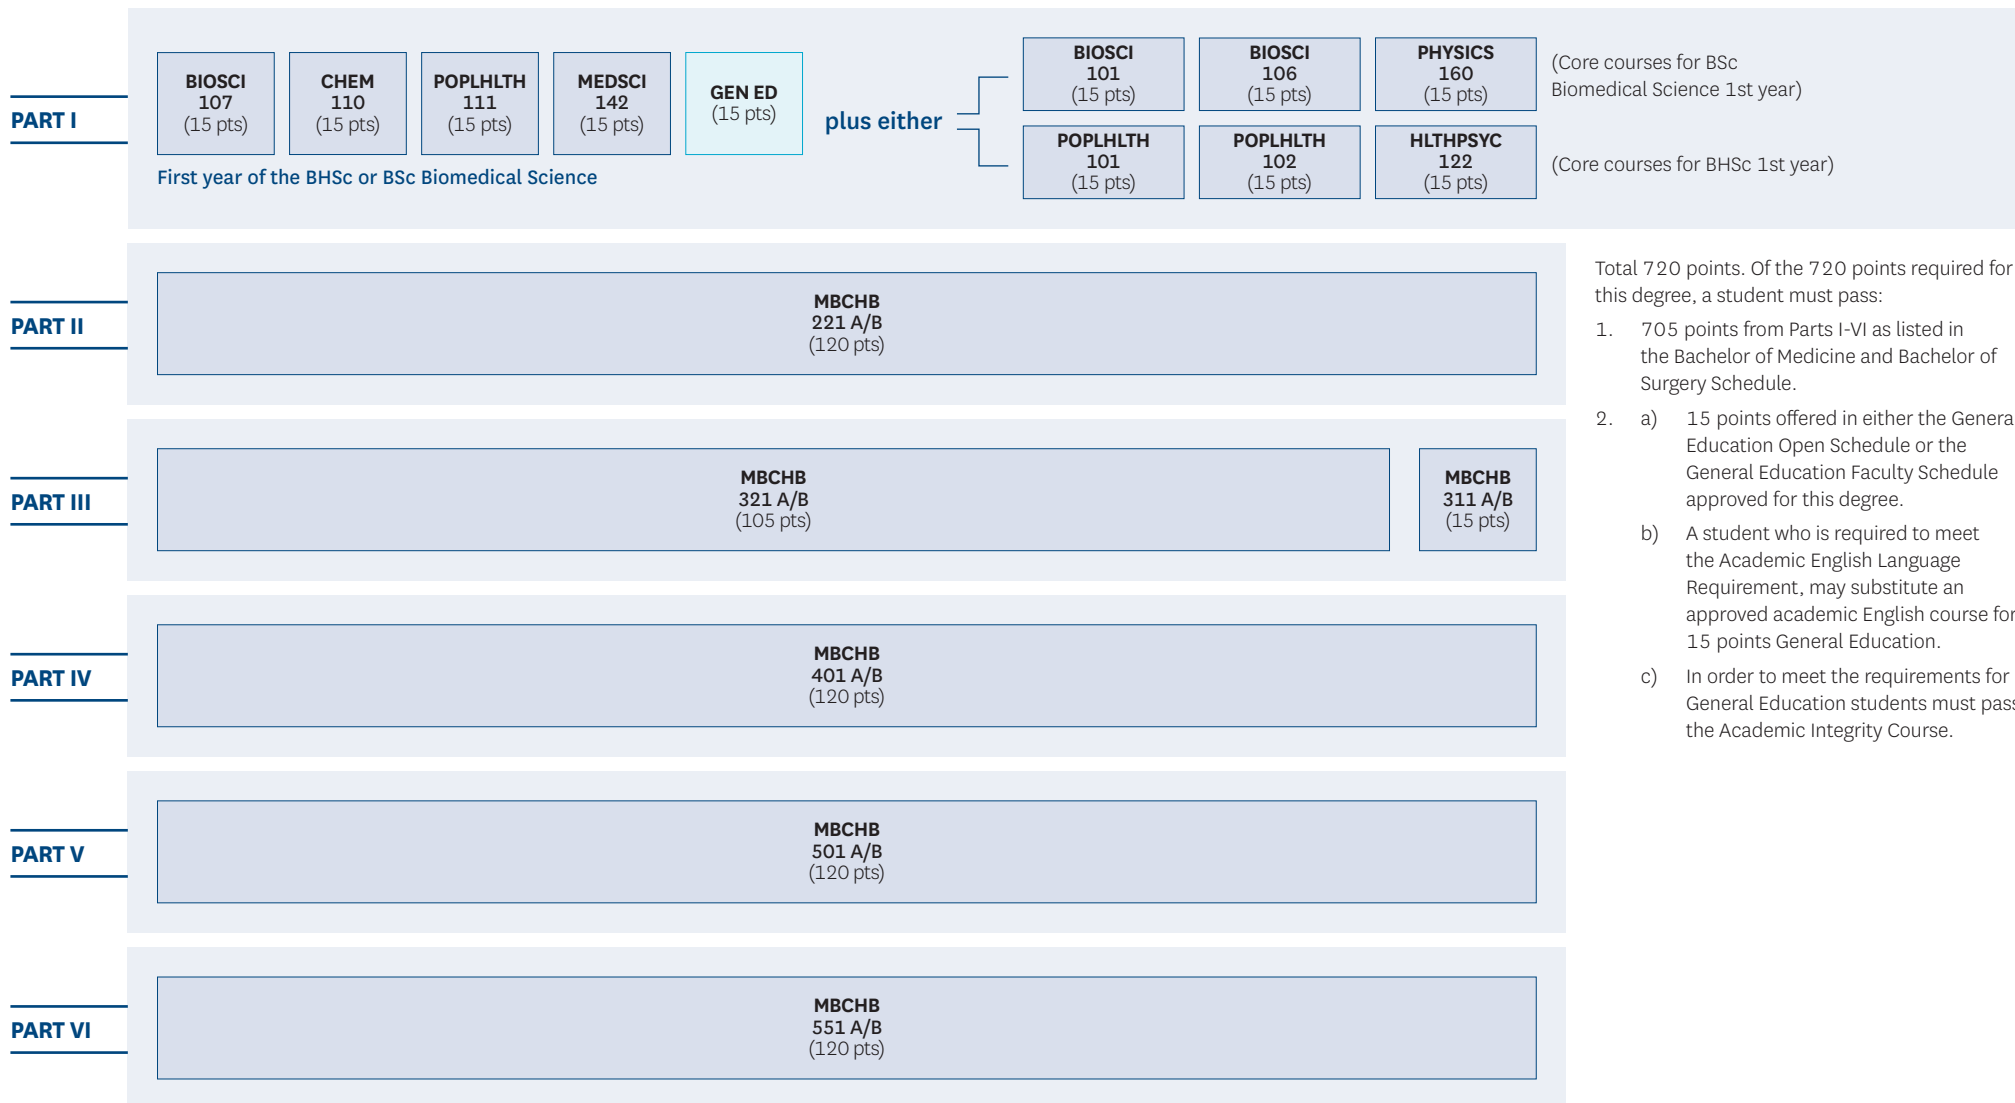 PART I
BIOSCI
107
(15 pts)
CHEM
110
(15 pts)
POPLHLTH
111
(15 pts)
MEDSCI
142
(15 pts)
GEN ED
(15 pts)
First year of the BHSc or BSc Biomedical Science
plus either
BIOSCI
101
(15 pts)
BIOSCI
106
(15 pts)
PHYSICS
160
(15 pts)
(Core courses for BSc
Biomedical Science 1st year)
POPLHLTH
101
(15 pts)
POPLHLTH
102
(15 pts)
HLTHPSYC
122
(15 pts)
(Core courses for BHSc 1st year)
PART II
MBCHB
221 A/B
(120 pts)
PART III
MBCHB
321 A/B
(105 pts)
MBCHB
311 A/B
(15 pts)
PART IV
MBCHB
401 A/B
(120 pts)
PART V
MBCHB
501 A/B
(120 pts)
PART VI
MBCHB
551 A/B
(120 pts)
Total 720 points. Of the 720 points required for
this degree, a student must pass:
1. 705 points from Parts I-VI as listed in
the Bachelor of Medicine and Bachelor of
Surgery Schedule.
2. a) 15 points offered in either the Genera
Education Open Schedule or the
General Education Faculty Schedule
approved for this degree.
b) A student who is required to meet
the Academic English Language
Requirement, may substitute an
approved academic English course for
15 points General Education.
c) In order to meet the requirements for
General Education students must pass
the Academic Integrity Course.